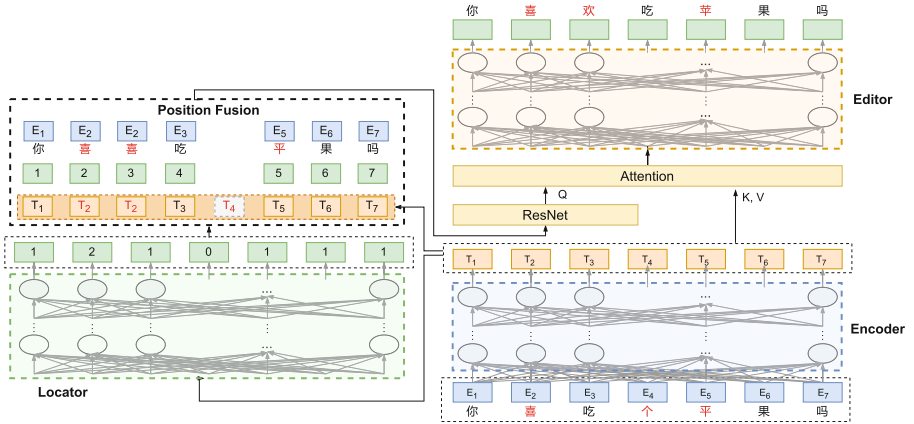 你 喜 欢 吃 苹 果 吗
...
...
Editor
Position Fusion
E1 E2 E2 E3 E5 E6 E7
你 喜 喜 吃 平 果 吗
1 2 3 4 5 6 7
T1 T2 T2 T3 T4 T5 T6 T7
Attention
Q
K, V
ResNet
1 2 1 0 1 1 1
...
...
Locator
T1 T2 T3 T4 T5 T6 T7
...
...
Encoder
E1 E2 E3 E4 E5 E6 E7
你 喜 吃 个 平 果 吗